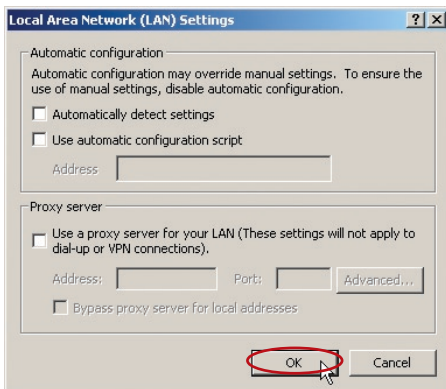 Local Area Network (LAN) Settings
Automatic configuration
Automatic configuration may override manual settings. To ensure the
use of manual settings, disable automatic configuration.
Automatically detect settings
Use automatic configuration script
Address
Proxy server
Use a proxy server for your LAN (These settings will not apply to
dial-up or VPN connections).
Address: Port: Advanced...
Bypass proxy server for local addresses
OK Cancel